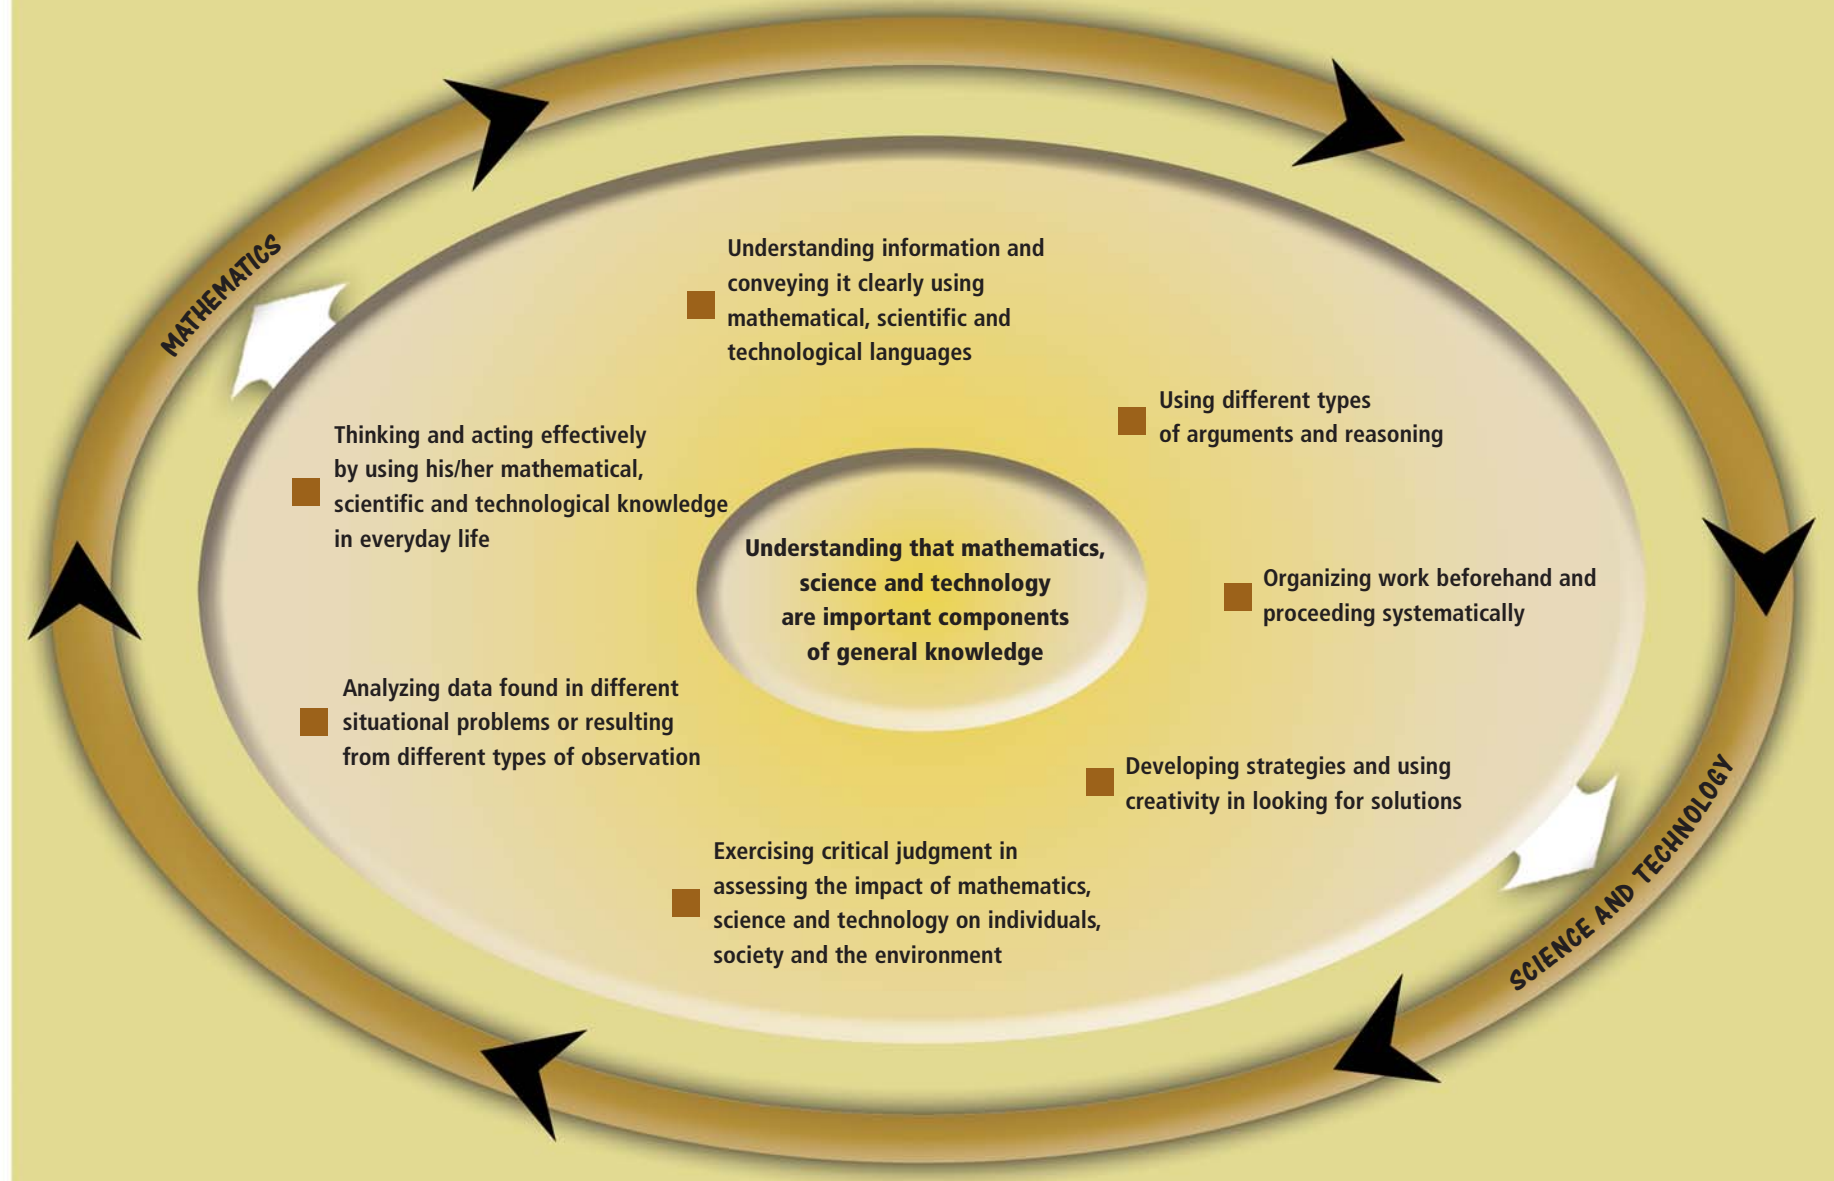 MATHEMATICS
Understanding information and
conveying it clearly using
mathematical, scientific and
technological languages
Using different types
of arguments and reasoning
Thinking and acting effectively
by using his/her mathematical,
scientific and technological knowledge
in everyday life
Understanding that mathematics,
science and technology
are important components
of general knowledge
Organizing work beforehand and
proceeding systematically
Analyzing data found in different
situational problems or resulting
from different types of observation
Developing strategies and using
creativity in looking for solutions
Exercising critical judgment in
assessing the impact of mathematics,
science and technology on individuals,
society and the environment
SCIENCE AND TECHNOLOGY